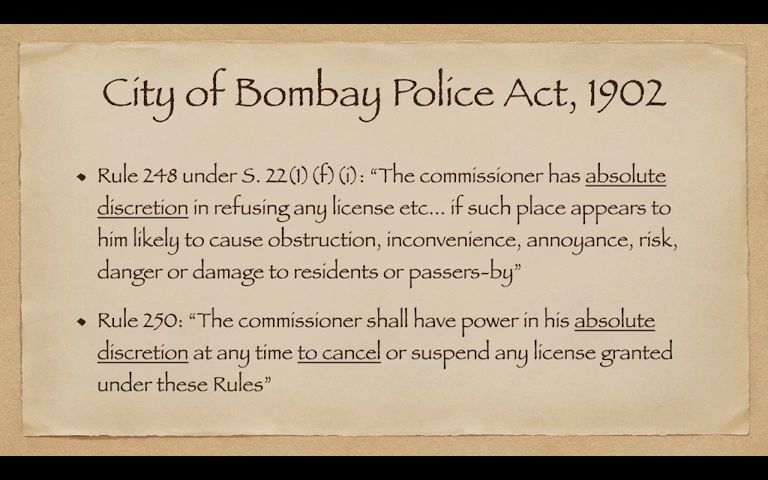 City of Bombay Police Act, 1902
• Rule 248 under S. 22(1) (f) (i): “The commissioner has absolute
discretion in refusing any license etc... if such place appears to
him likely to cause obstruction, inconvenience, annoyance, risk,
danger or damage to residents or passers-by”
• Rule 250: “The commissioner shall have power in his absolute
discretion at any time to cancel or suspend any license granted
under these Rules”